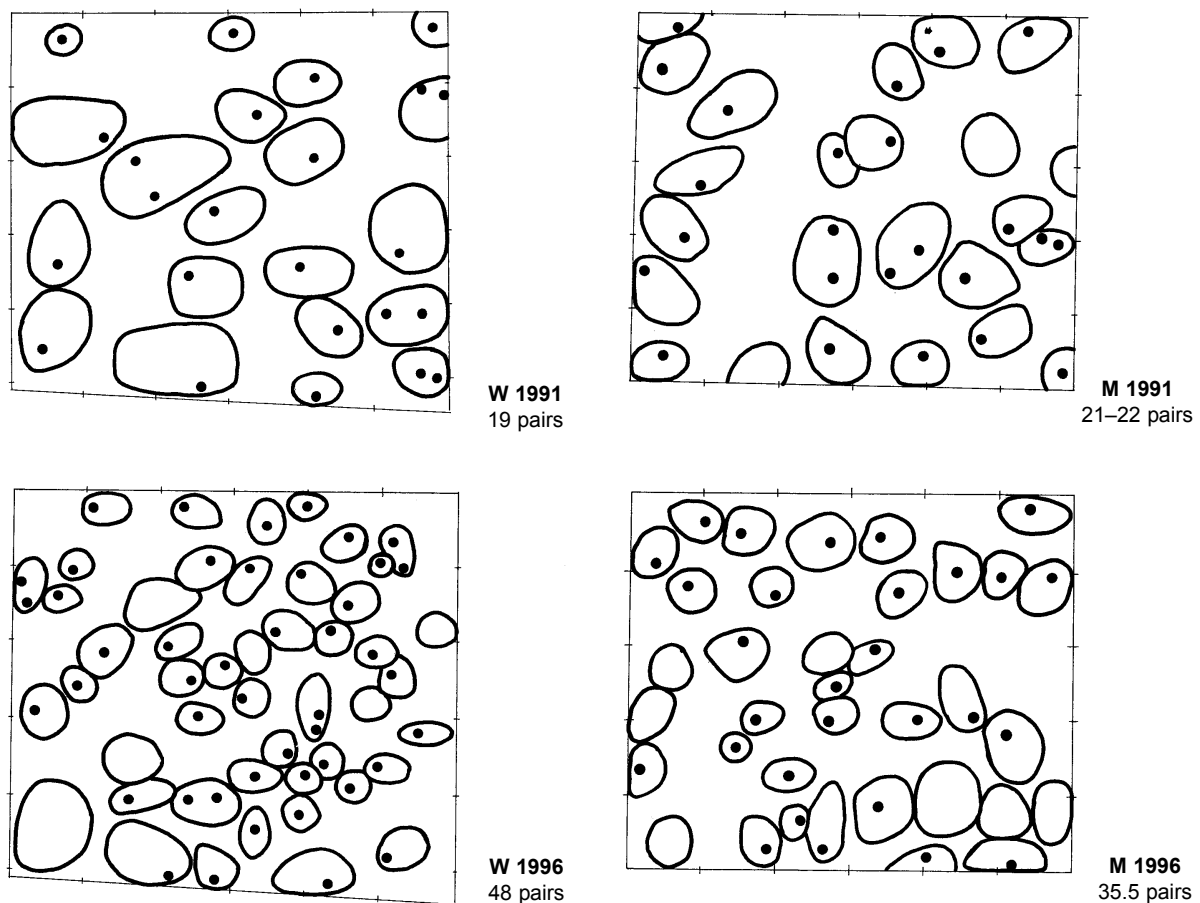 W 1991
19 pairs
M 1991
21–22 pairs
W 1996
48 pairs
M 1996
35.5 pairs